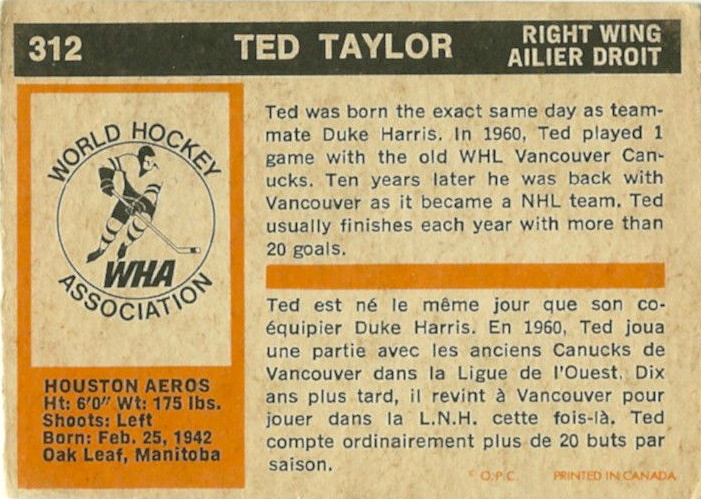 312
TED TAYLOR
RIGHT WING
AILIER DROIT
WORLD HOCKEY
WHA
ASSOCIATION
HOUSTON AEROS
Ht: 6'0" Wt: 175 lbs.
Shoots: Left
Born: Feb. 25, 1942
Oak Leaf, Manitoba
Ted was born the exact same day as team-
mate Duke Harris. In 1960, Ted played 1
game with the old WHL Vancouver Can-
ucks. Ten years later he was back with
Vancouver as it became a NHL team. Ted
usually finishes each year with more than
20 goals.
Ted est né le même jour que son co-
équipier Duke Harris. En 1960, Ted joua
une partie avec les anciens Canucks de
Vancouver dans la Ligue de l'Ouest. Dix
ans plus tard, il revint à Vancouver pour
jouer dans la L.N.H. cette fois-là. Ted
compte ordinairement plus de 20 buts par
saison.
© O.P.C. PRINTED IN CANADA